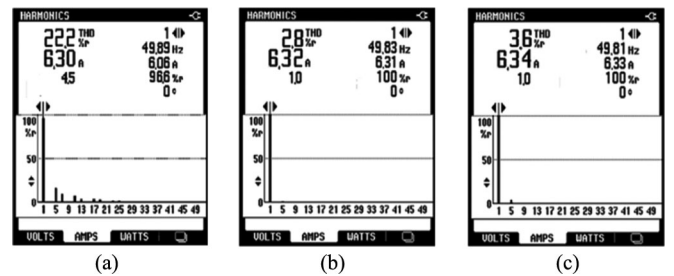 HARMONICS
22,2 THD %r
6,30 A
4,5
1
49,89 Hz
6,06 A
96,6 %r
0°
100
%r
50
0
1 5 9 13 17 21 25 29 33 37 41 45 49
VOLTS AMPS WATTS
(a)
HARMONICS
2,8 THD %r
6,32 A
1,0
1
49,83 Hz
6,31 A
100 %r
0°
100
%r
50
0
1 5 9 13 17 21 25 29 33 37 41 45 49
VOLTS AMPS WATTS
(b)
HARMONICS
3,6 THD %r
6,34 A
1,0
1
49,81 Hz
6,33 A
100 %r
0°
100
%r
50
0
1 5 9 13 17 21 25 29 33 37 41 45 49
VOLTS AMPS WATTS
(c)